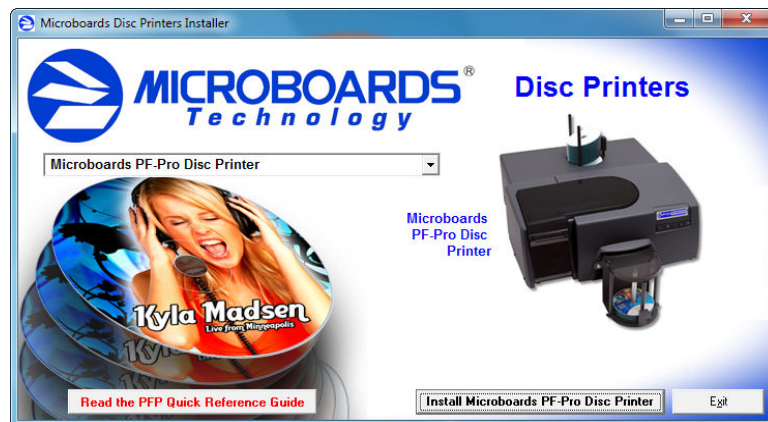 Microboards Disc Printers Installer
MICROBOARDS®
Technology
Disc Printers
Microboards PF-Pro Disc Printer
Microboards
PF-Pro Disc
Printer
Kyla Madsen
Live from Minneapolis
Read the PFP Quick Reference Guide
Install Microboards PF-Pro Disc Printer
Exit